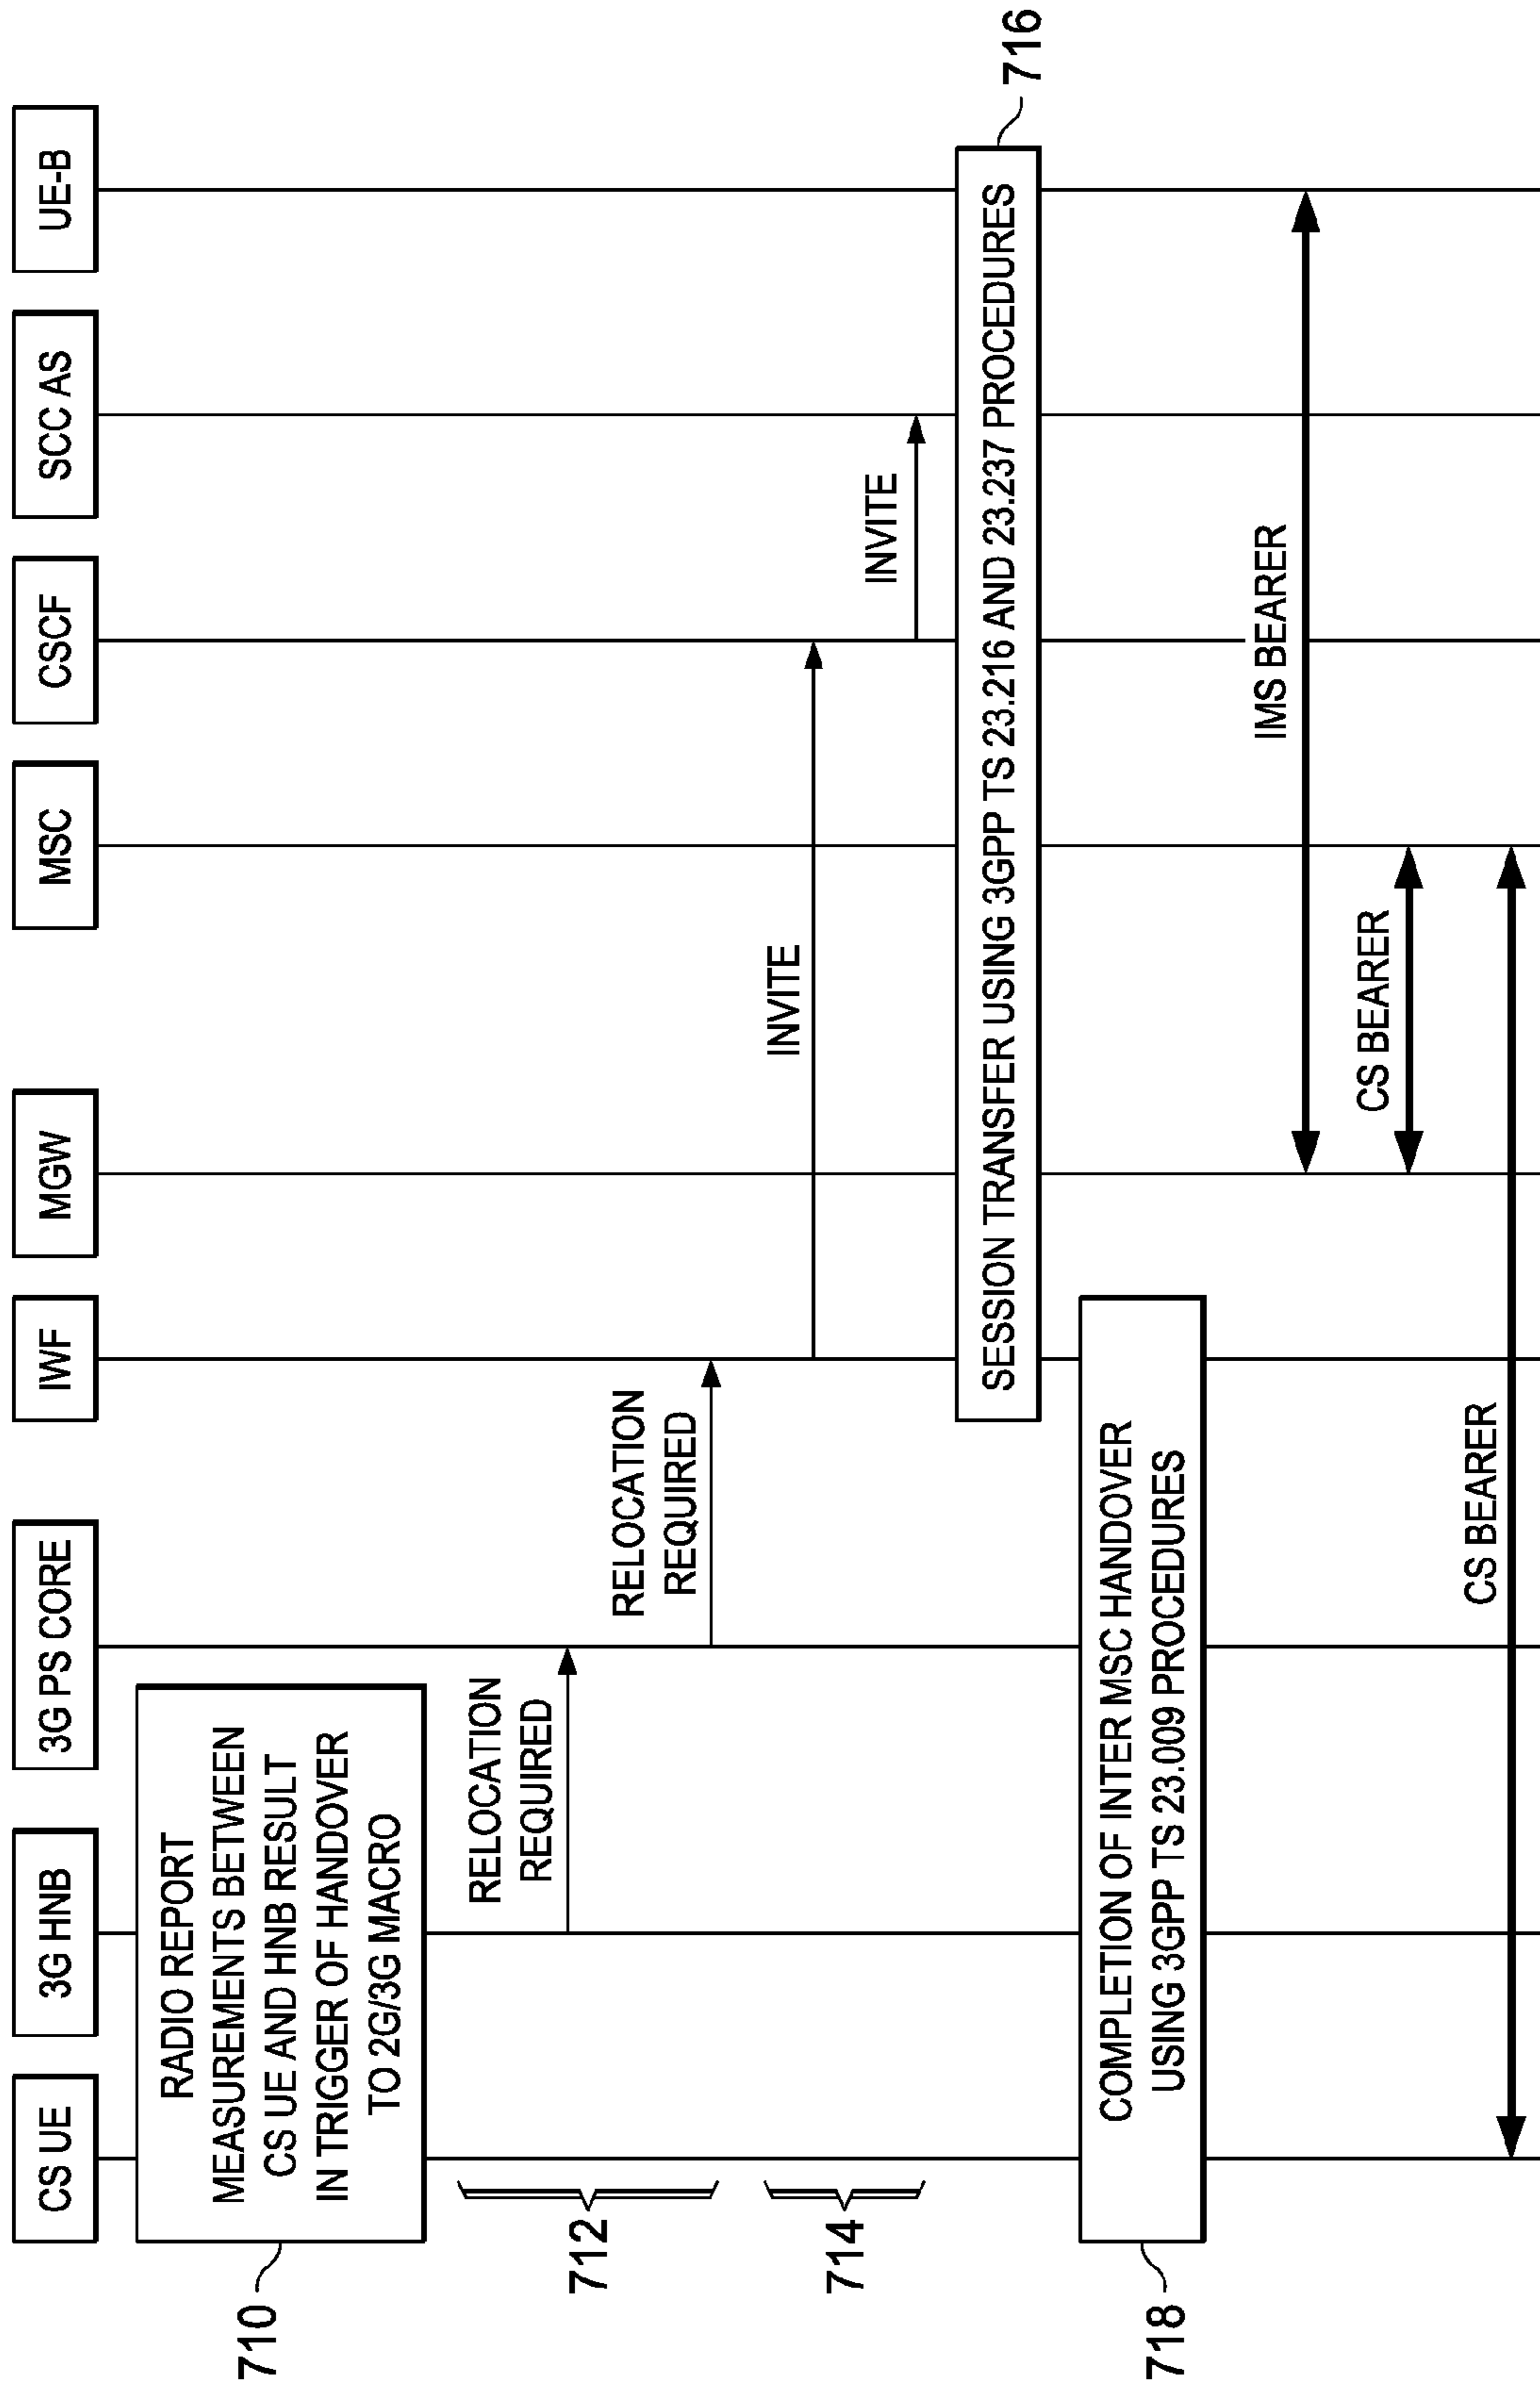 CS UE
3G HNB
3G PS CORE
IWF
MGW
MSC
CSCF
SCC AS
UE-B
710
RADIO REPORT
MEASUREMENTS BETWEEN
CS UE AND HNB RESULT
IN TRIGGER OF HANDOVER
TO 2G/3G MACRO
712
RELOCATION
REQUIRED
RELOCATION
REQUIRED
714
INVITE
INVITE
SESSION TRANSFER USING 3GPP TS 23.216 AND 23.237 PROCEDURES
716
718
COMPLETION OF INTER MSC HANDOVER
USING 3GPP TS 23.009 PROCEDURES
IMS BEARER
CS BEARER
CS BEARER